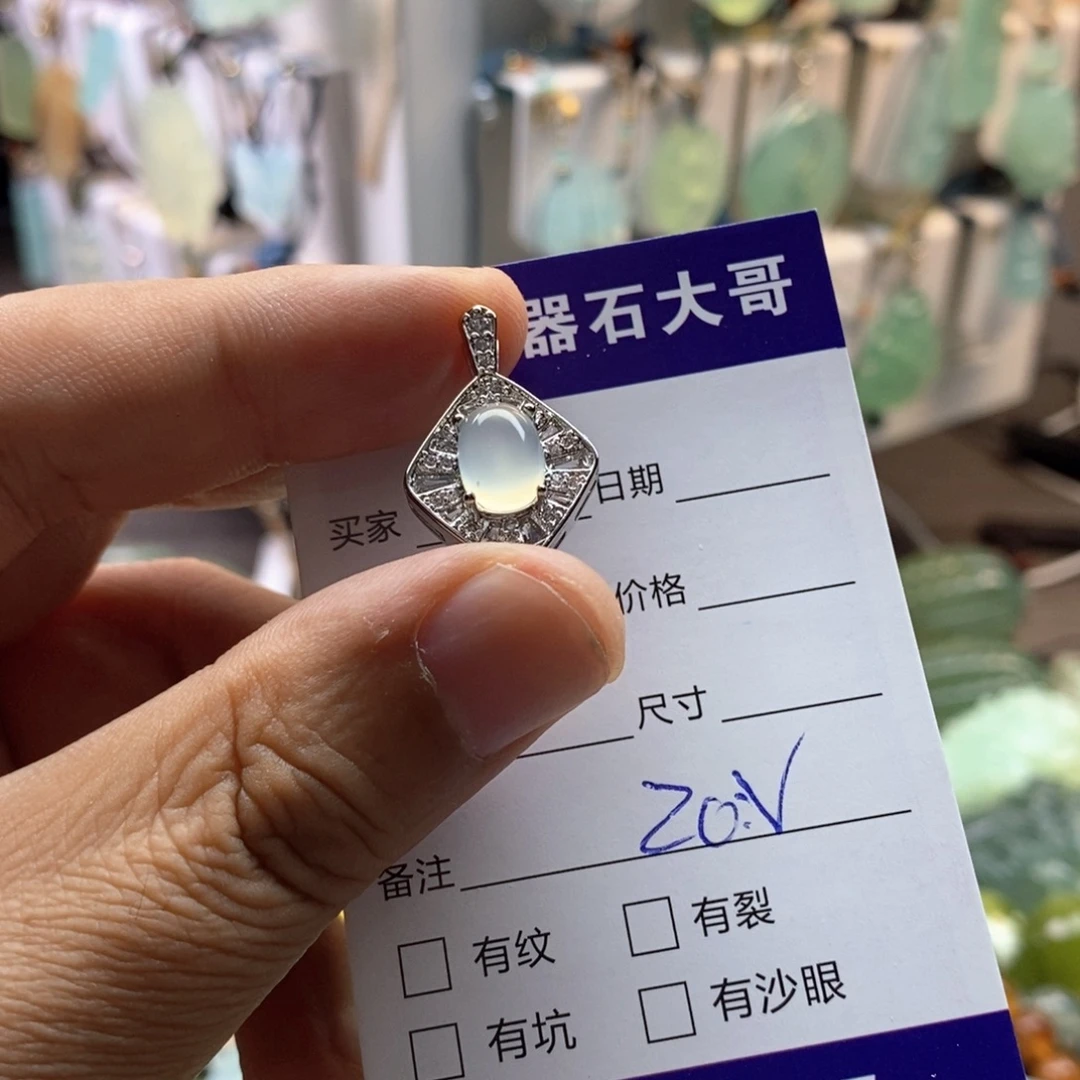 器石大哥
买家 日期
价格
尺寸
备注 20:V
有纹 有裂
有坑 有沙眼